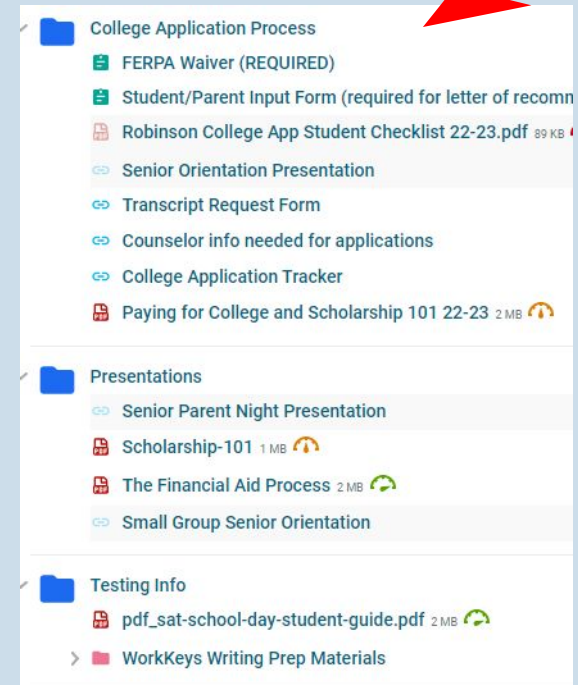 College Application Process
FERPA Waiver (REQUIRED)
Student/Parent Input Form (required for letter of
Robinson College App Student Checklist 22-23.pdf 89 KB
Senior Orientation Presentation
Transcript Request Form
Counselor info needed for applications
College Application Tracker
Paying for College and Scholarship 101 22-23 2 MB
Presentations
Senior Parent Night Presentation
Scholarship-101 1 MB
The Financial Aid Process 2 MB
Small Group Senior Orientation
Testing Info
pdf_sat-school-day-student-guide.pdf 2 MB
WorkKeys Writing Prep Materials